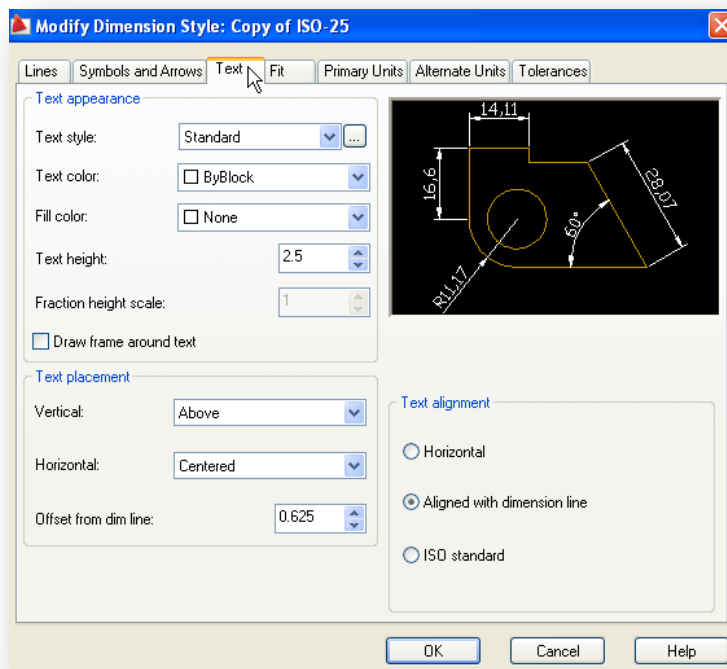 Modify Dimension Style: Copy of ISO-25
Lines Symbols and Arrows Text Fit Primary Units Alternate Units Tolerances
Text appearance
Text style: Standard ...
Text color: ByBlock
Fill color: None
Text height: 2.5
Fraction height scale: 1
Draw frame around text
14,11
16,6
28,07
60°
R11,17
Text placement
Vertical: Above
Horizontal: Centered
Offset from dim line: 0.625
Text alignment
Horizontal
Aligned with dimension line
ISO standard
OK Cancel Help